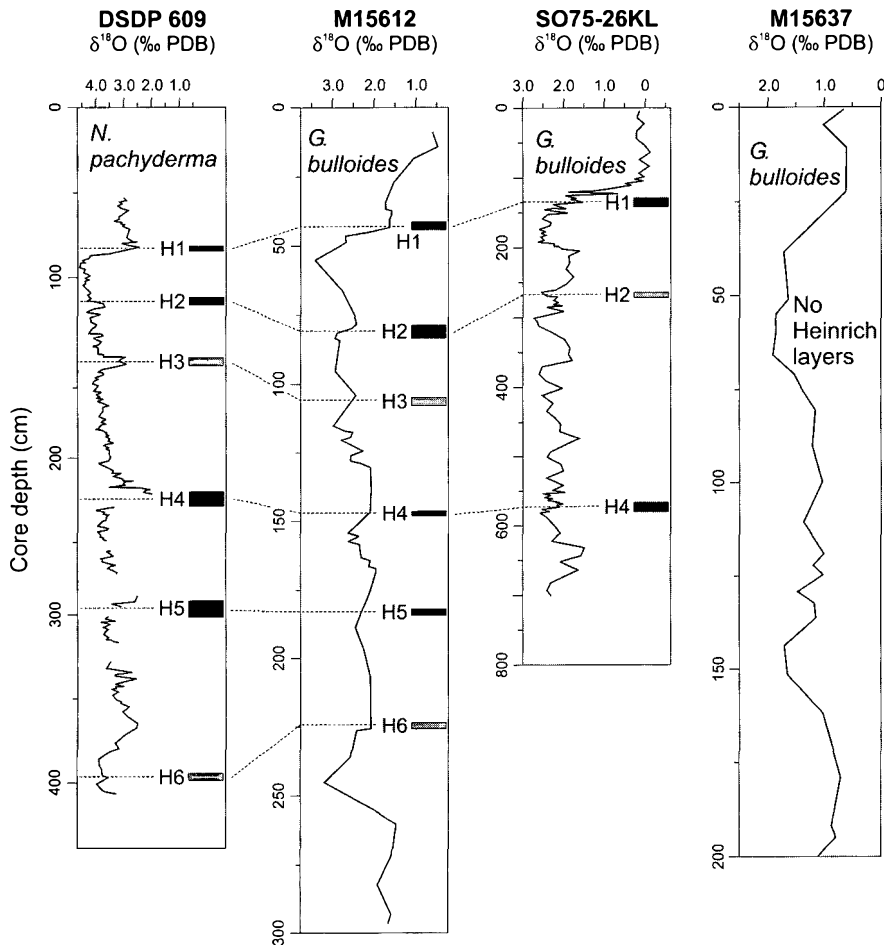 DSDP 609
δ18O (‰ PDB)
4.0 3.0 2.0 1.0
0
100
200
300
400
Core depth (cm)
N.
pachyderma
H1
H2
H3
H4
H5
H6
M15612
δ18O (‰ PDB)
3.0 2.0 1.0
0
50
100
150
200
250
300
G.
bulloides
H1
H2
H3
H4
H5
H6
SO75-26KL
δ18O (‰ PDB)
3.0 2.0 1.0 0
0
200
400
600
800
G.
bulloides
H1
H2
H4
M15637
δ18O (‰ PDB)
2.0 1.0 0
0
50
100
150
200
G.
bulloides
No
Heinrich
layers